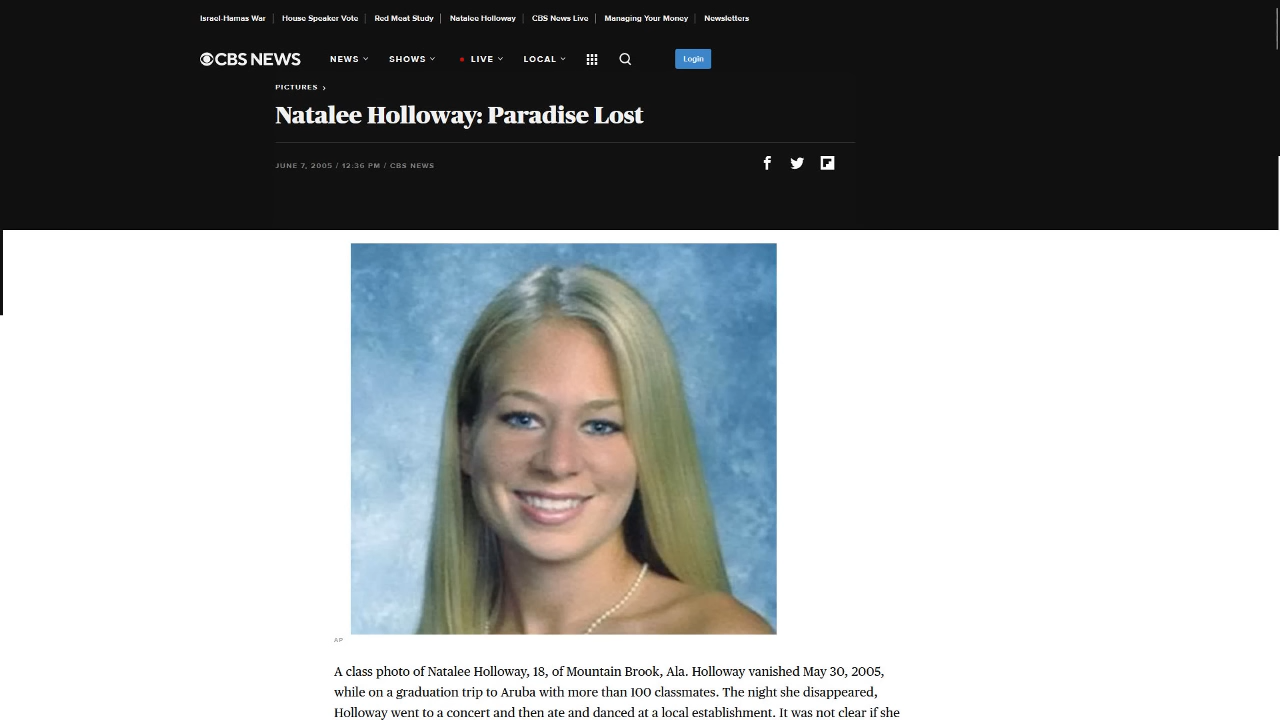 Israel-Hamas War
House Speaker Vote
Red Meat Study
Natalee Holloway
CBS News Live
Managing Your Money
Newsletters
CBS NEWS
NEWS
SHOWS
LIVE
LOCAL
Login
PICTURES ›
Natalee Holloway: Paradise Lost
JUNE 7, 2005 / 12:36 PM / CBS NEWS
AP
A class photo of Natalee Holloway, 18, of Mountain Brook, Ala. Holloway vanished May 30, 2005,
while on a graduation trip to Aruba with more than 100 classmates. The night she disappeared,
Holloway went to a concert and then ate and danced at a local establishment. It was not clear if she